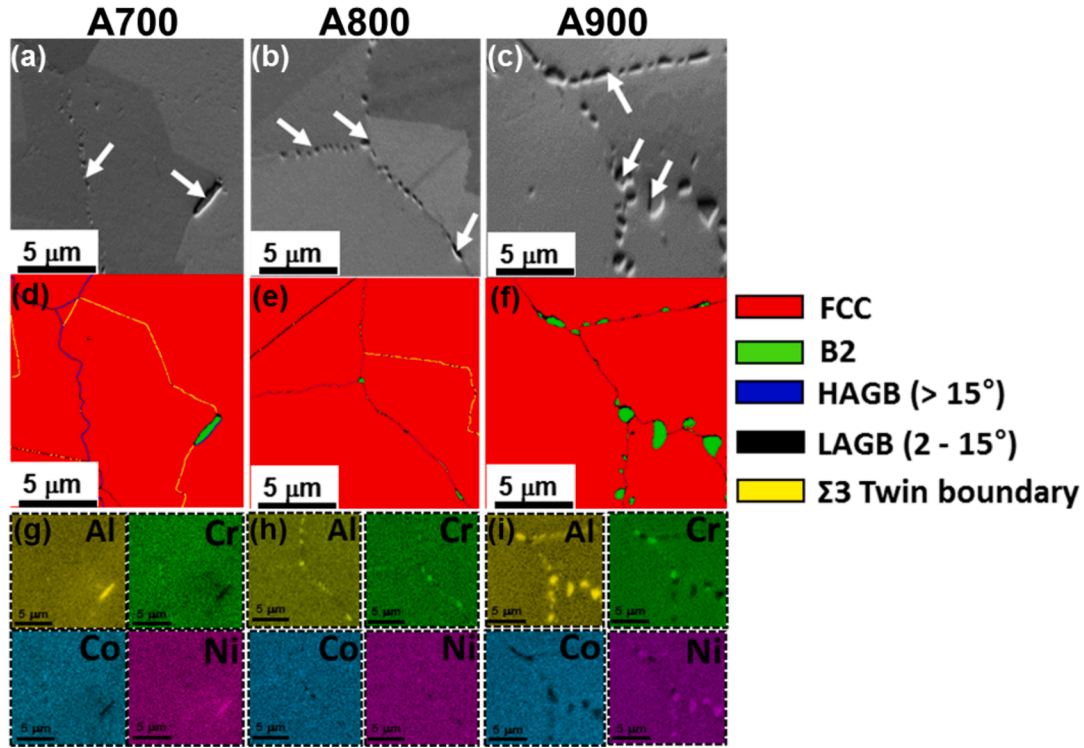 A700 A800 A900
(a) (b) (c)
5 μm 5 μm 5 μm
(d) (e) (f)
FCC
B2
HAGB (> 15°)
LAGB (2 - 15°)
Σ3 Twin boundary
5 μm 5 μm 5 μm
(g) Al Cr (h) Al Cr (i) Al Cr
5 μm 5 μm 5 μm 5 μm 5 μm 5 μm
Co Ni Co Ni Co Ni
5 μm 5 μm 5 μm 5 μm 5 μm 5 μm